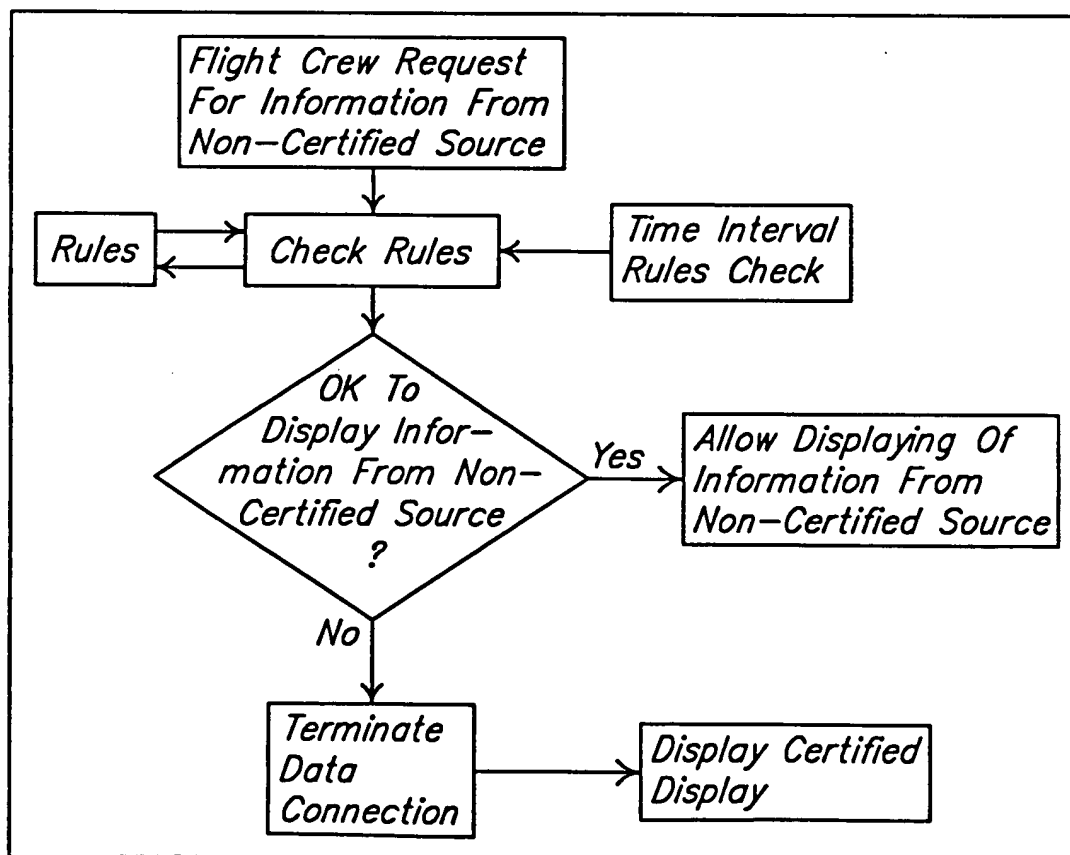 Flight Crew Request
For Information From
Non-Certified Source
Rules
Check Rules
Time Interval
Rules Check
OK To
Display Infor-
mation From Non-
Certified Source
?
Yes
Allow Displaying Of
Information From
Non-Certified Source
No
Terminate
Data
Connection
Display Certified
Display